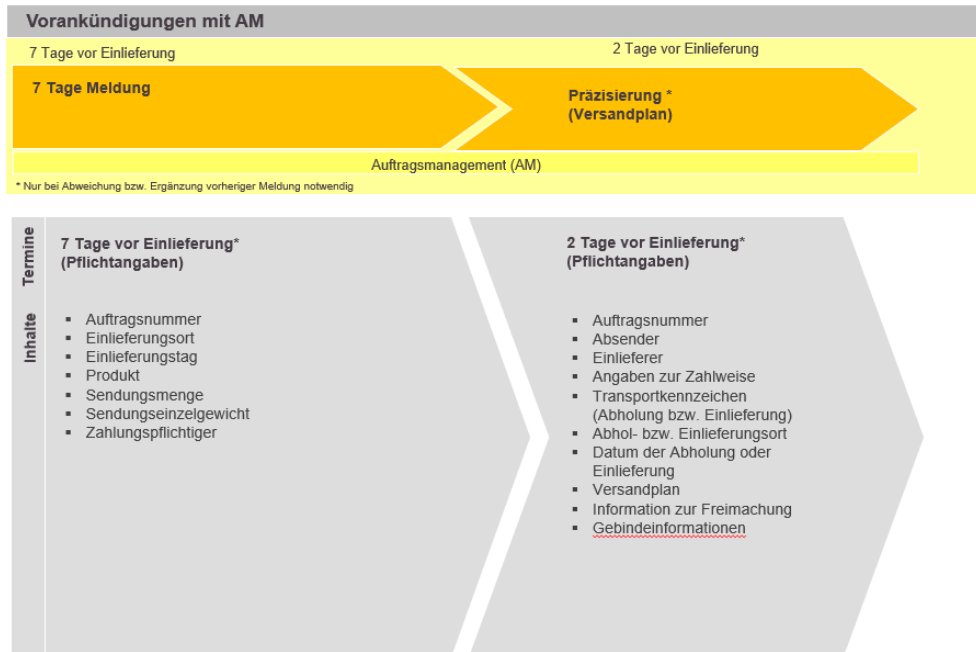 Vorankündigungen mit AM
7 Tage vor Einlieferung
2 Tage vor Einlieferung
7 Tage Meldung
Präzisierung *
(Versandplan)
Auftragsmanagement (AM)
* Nur bei Abweichung bzw. Ergänzung vorheriger Meldung notwendig
Termine
7 Tage vor Einlieferung*
(Pflichtangaben)
2 Tage vor Einlieferung*
(Pflichtangaben)
Inhalte
▪ Auftragsnummer
▪ Einlieferungsort
▪ Einlieferungstag
▪ Produkt
▪ Sendungsmenge
▪ Sendungseinzelgewicht
▪ Zahlungspflichtiger
▪ Auftragsnummer
▪ Absender
▪ Einlieferer
▪ Angaben zur Zahlweise
▪ Transportkennzeichen
(Abholung bzw. Einlieferung)
▪ Abhol- bzw. Einlieferungsort
▪ Datum der Abholung oder
Einlieferung
▪ Versandplan
▪ Information zur Freimachung
▪ Gebindeinformationen